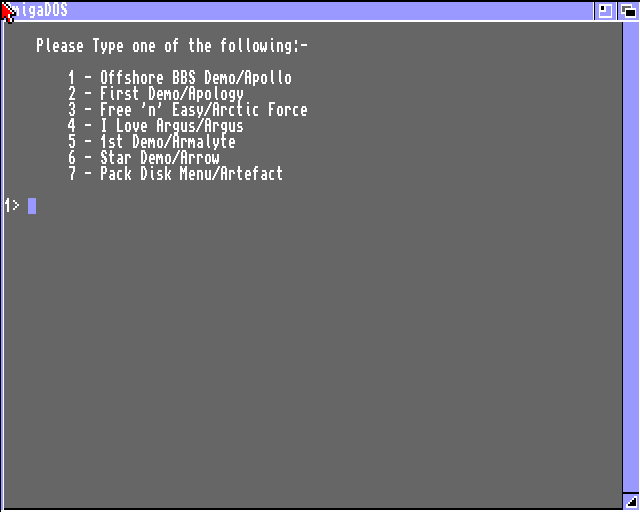 migaDOS
Please Type one of the following:-
1 - Offshore BBS Demo/Apollo
2 - First Demo/Apology
3 - Free 'n' Easy/Arctic Force
4 - I Love Argus/Argus
5 - 1st Demo/Armalyte
6 - Star Demo/Arrow
7 - Pack Disk Menu/Artefact
1>